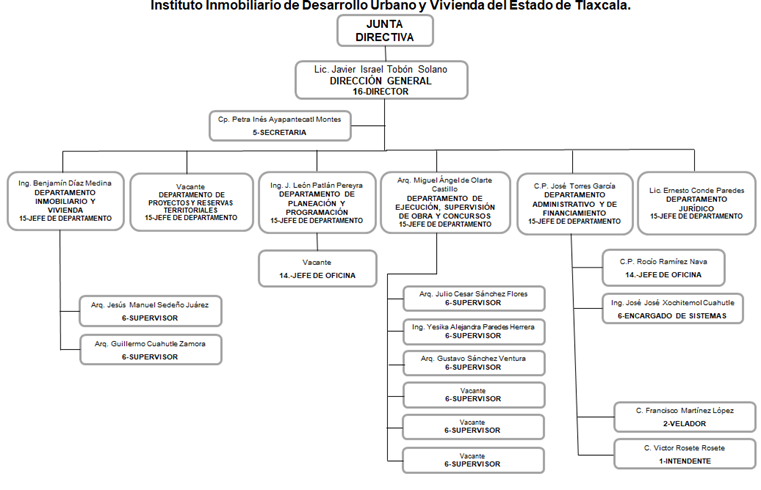 Instituto Inmobiliario de Desarrollo Urbano y Vivienda del Estado de Tlaxcala.
JUNTA
DIRECTIVA
Lic. Javier Israel Tobón Solano
DIRECCIÓN GENERAL
16-DIRECTOR
Cp. Petra Inés Ayapantecatl Montes
5-SECRETARIA
Ing. Benjamín Díaz Medina
DEPARTAMENTO
INMOBILIARIO Y
VIVIENDA
15-JEFE DE DEPARTAMENTO
Vacante
DEPARTAMENTO DE
PROYECTOS Y RESERVAS
TERRITORIALES
15-JEFE DE DEPARTAMENTO
Ing. J. León Patlán Pereyra
DEPARTAMENTO DE
PLANEACIÓN Y
PROGRAMACIÓN
15-JEFE DE DEPARTAMENTO
Arq. Miguel Ángel de Olarte
Castillo
DEPARTAMENTO DE
EJECUCIÓN, SUPERVISIÓN
DE OBRA Y CONCURSOS
15-JEFE DE DEPARTAMENTO
C.P. José Torres García
DEPARTAMENTO
ADMINISTRATIVO Y DE
FINANCIAMIENTO
15-JEFE DE DEPARTAMENTO
Lic. Ernesto Conde Paredes
DEPARTAMENTO
JURÍDICO
15-JEFE DE DEPARTAMENTO
Arq. Jesús Manuel Sedeño Juárez
6-SUPERVISOR
Arq. Guillermo Cuahutle Zamora
6-SUPERVISOR
Vacante
14.-JEFE DE OFICINA
Arq. Julio Cesar Sánchez Flores
6-SUPERVISOR
Ing. Yesika Alejandra Paredes Herrera
6-SUPERVISOR
Arq. Gustavo Sánchez Ventura
6-SUPERVISOR
Vacante
6-SUPERVISOR
Vacante
6-SUPERVISOR
Vacante
6-SUPERVISOR
C.P. Rocío Ramírez Nava
14.-JEFE DE OFICINA
Ing. José José Xochitemol Cuahutle
6-ENCARGADO DE SISTEMAS
C. Francisco Martínez López
2-VELADOR
C. Victor Rosete Rosete
1-INTENDENTE